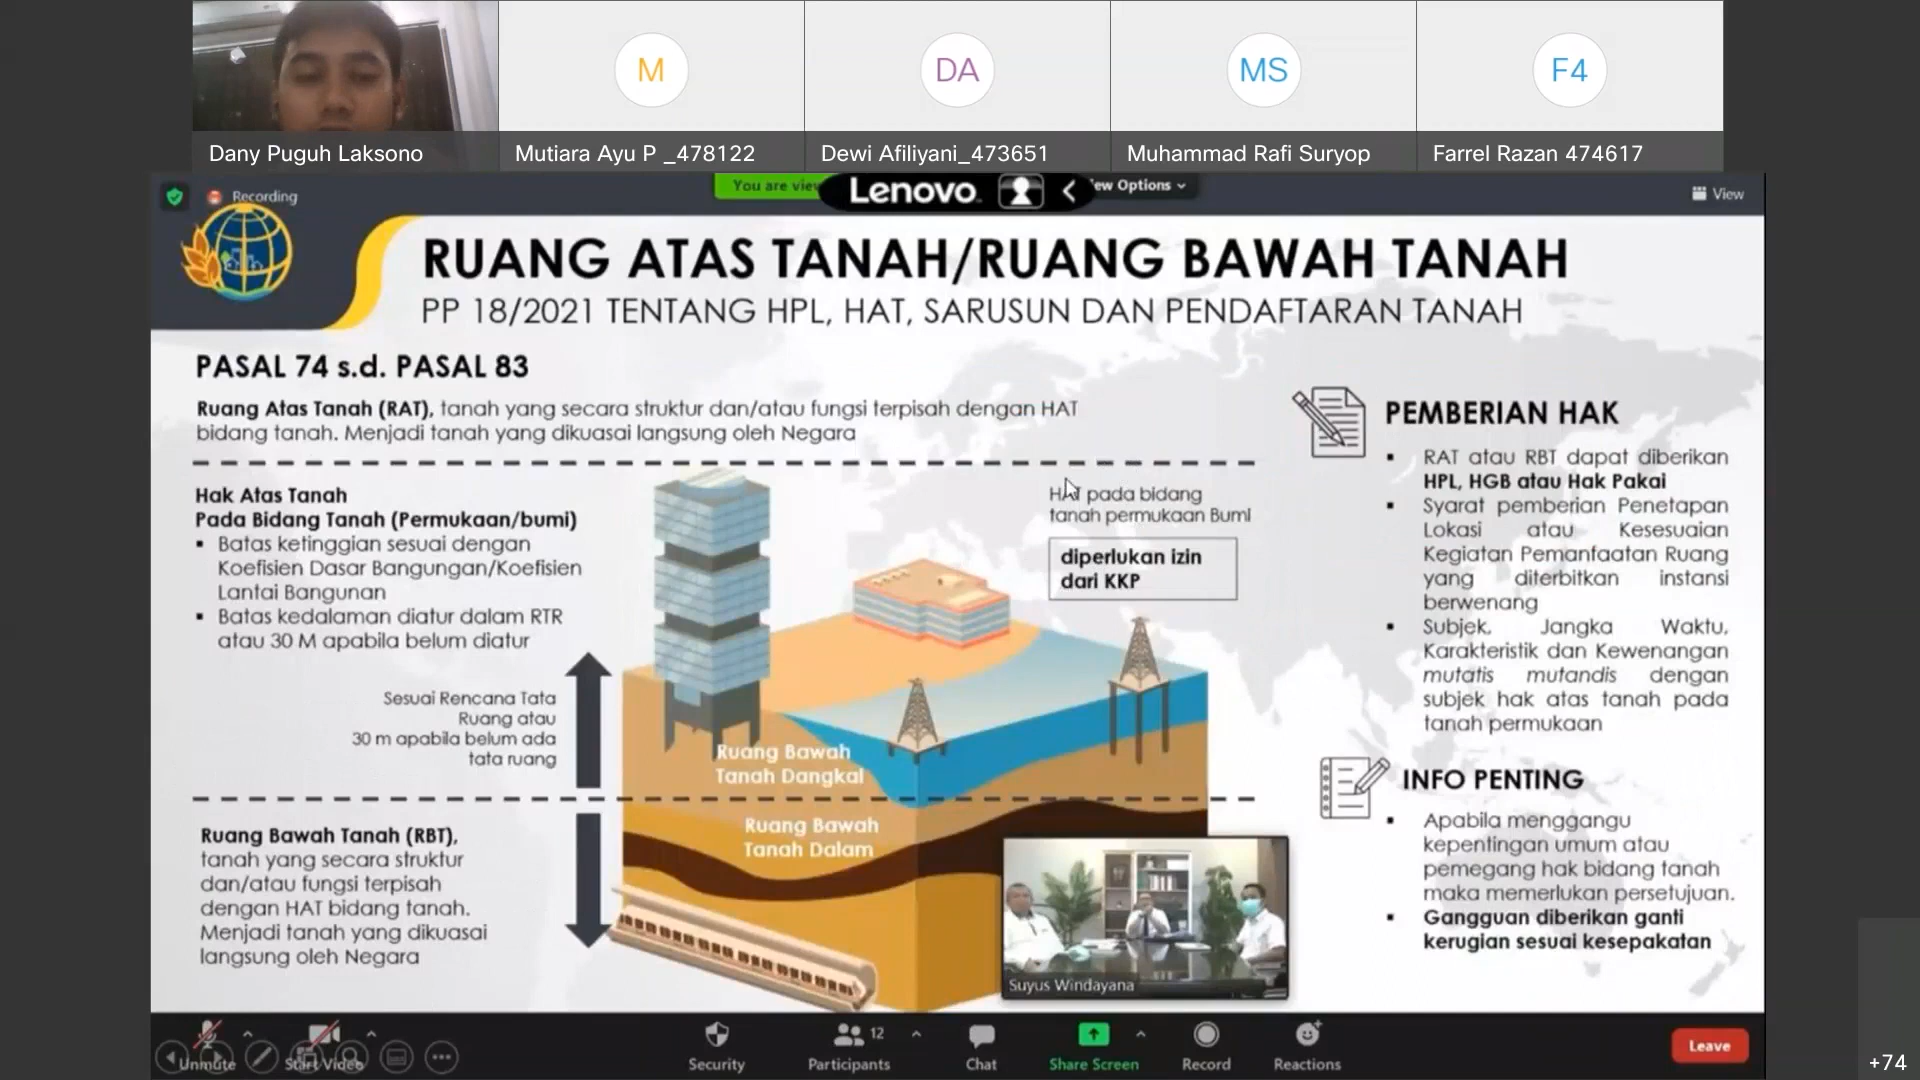 M
DA
MS
F4
Dany Puguh Laksono
Mutiara Ayu P _478122
Dewi Afiliyani_473651
Muhammad Rafi Suryop
Farrel Razan 474617
Recording
You are
Lenovo
Options
View
RUANG ATAS TANAH/RUANG BAWAH TANAH
PP 18/2021 TENTANG HPL, HAT, SARUSUN DAN PENDAFTARAN TANAH
PASAL 74 s.d. PASAL 83
Ruang Atas Tanah (RAT), tanah yang secara struktur dan/atau fungsi terpisah dengan HAT
bidang tanah. Menjadi tanah yang dikuasai langsung oleh Negara
Hak Atas Tanah
Pada Bidang Tanah (Permukaan/bumi)
▪ Batas ketinggian sesuai dengan
Koefisien Dasar Bangungan/Koefisien
Lantai Bangunan
▪ Batas kedalaman diatur dalam RTR
atau 30 M apabila belum diatur
Sesuai Rencana Tata
Ruang atau
30 m apabila belum ada
tata ruang
Ruang Bawah Tanah (RBT),
tanah yang secara struktur
dan/atau fungsi terpisah
dengan HAT bidang tanah.
Menjadi tanah yang dikuasai
langsung oleh Negara
HAT pada bidang
tanah permukaan Bumi
diperlukan izin
dari KKP
Ruang Bawah
Tanah Dangkal
Ruang Bawah
Tanah Dalam
Suyus Windayana
PEMBERIAN HAK
▪ RAT atau RBT dapat diberikan
HPL, HGB atau Hak Pakai
▪ Syarat pemberian Penetapan
Lokasi atau Kesesuaian
Kegiatan Pemanfaatan Ruang
yang diterbitkan instansi
berwenang
▪ Subjek, Jangka Waktu,
Karakteristik dan Kewenangan
mutatis mutandis dengan
subjek hak atas tanah pada
tanah permukaan
INFO PENTING
▪ Apabila menggangu
kepentingan umum atau
pemegang hak bidang tanah
maka memerlukan persetujuan.
▪ Gangguan diberikan ganti
kerugian sesuai kesepakatan
Unmute
Start Video
Security
Participants
12
Chat
Share Screen
Record
Reactions
Leave
+74